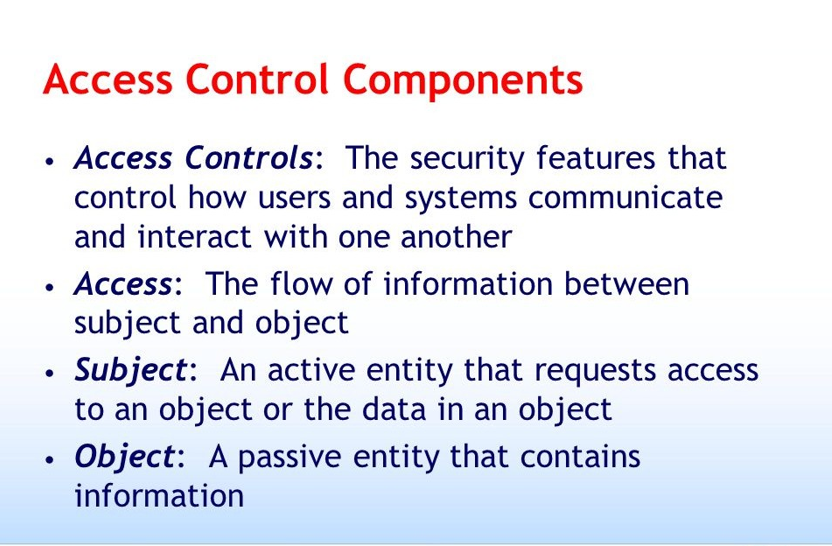 Access Control Components
• Access Controls: The security features that
control how users and systems communicate
and interact with one another
• Access: The flow of information between
subject and object
• Subject: An active entity that requests access
to an object or the data in an object
• Object: A passive entity that contains
information